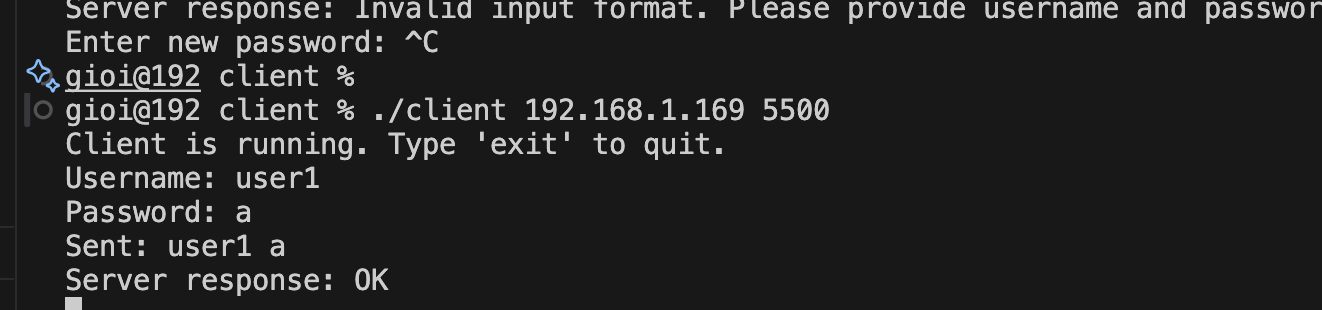 Server response: Invalid input format. Please provide username and passwor
Enter new password: ^C
gioi@192 client %
gioi@192 client % ./client 192.168.1.169 5500
Client is running. Type 'exit' to quit.
Username: user1
Password: a
Sent: user1 a
Server response: OK